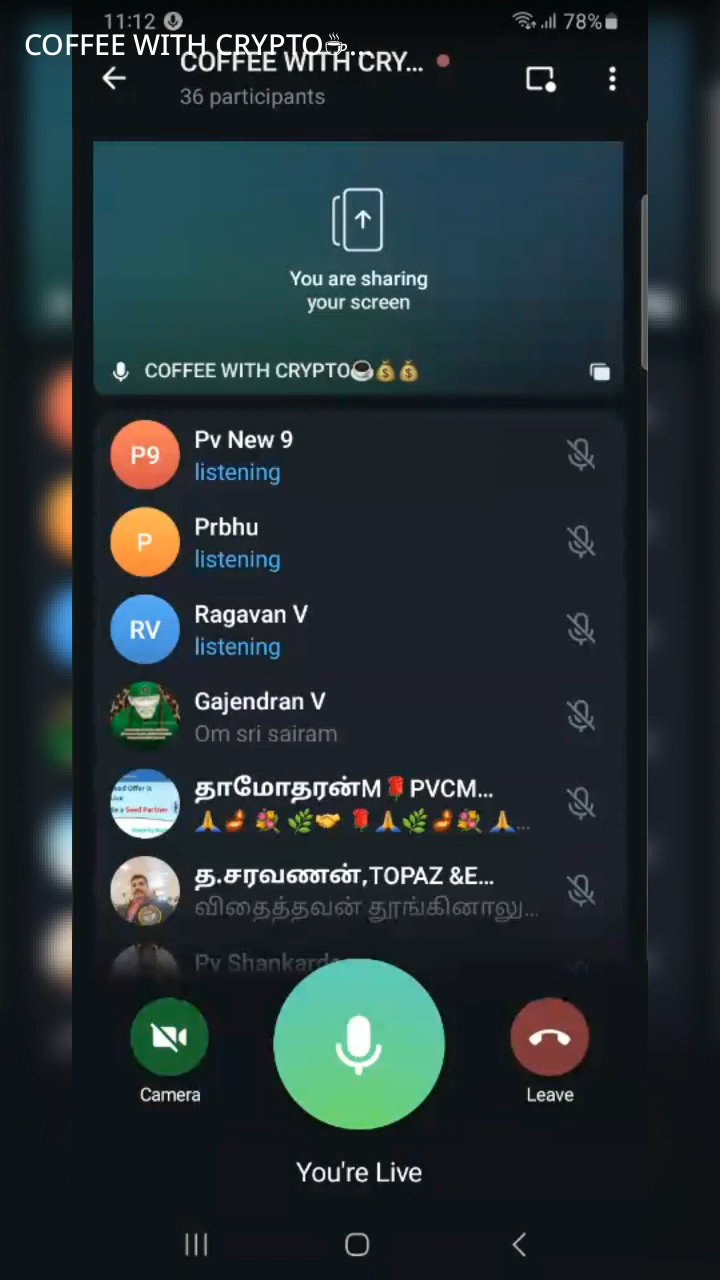 11:12
78%
COFFEE WITH CRYPTO☕...
COFFEE WITH CRY...
36 participants
You are sharing
your screen
COFFEE WITH CRYPTO☕💰💰
P9
Pv New 9
listening
P
Prbhu
listening
RV
Ragavan V
listening
Gajendran V
Om sri sairam
தாமோதரன்M🌹PVCM...
🙏🪔💐🌿🤝🌹🙏🌿🪔💐🙏...
த.சரவணன்,TOPAZ &E...
விதைத்தவன் தூங்கினாலு...
Pv Shankard
Camera
Leave
You're Live